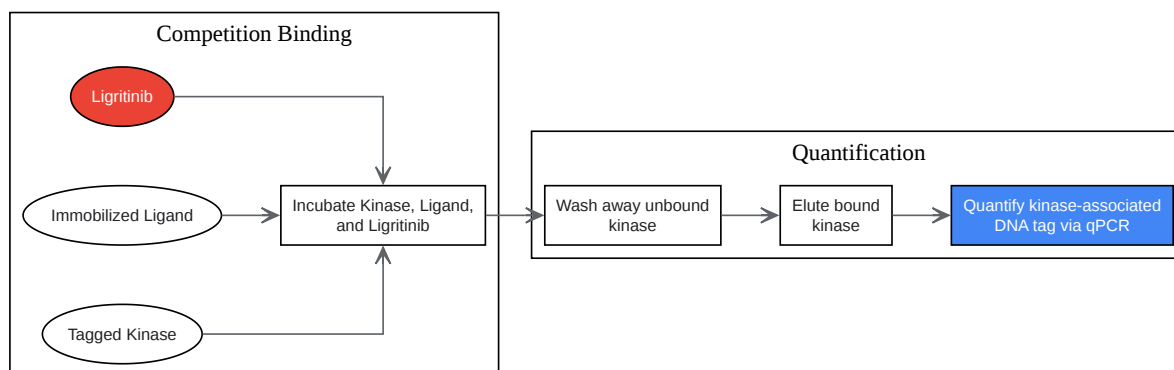 Competition Binding
Ligritinib
Immobilized Ligand
Tagged Kinase
Incubate Kinase, Ligand,
and Ligritinib
Quantification
Wash away unbound
kinase
Elute bound
kinase
Quantify kinase-associated
DNA tag via qPCR